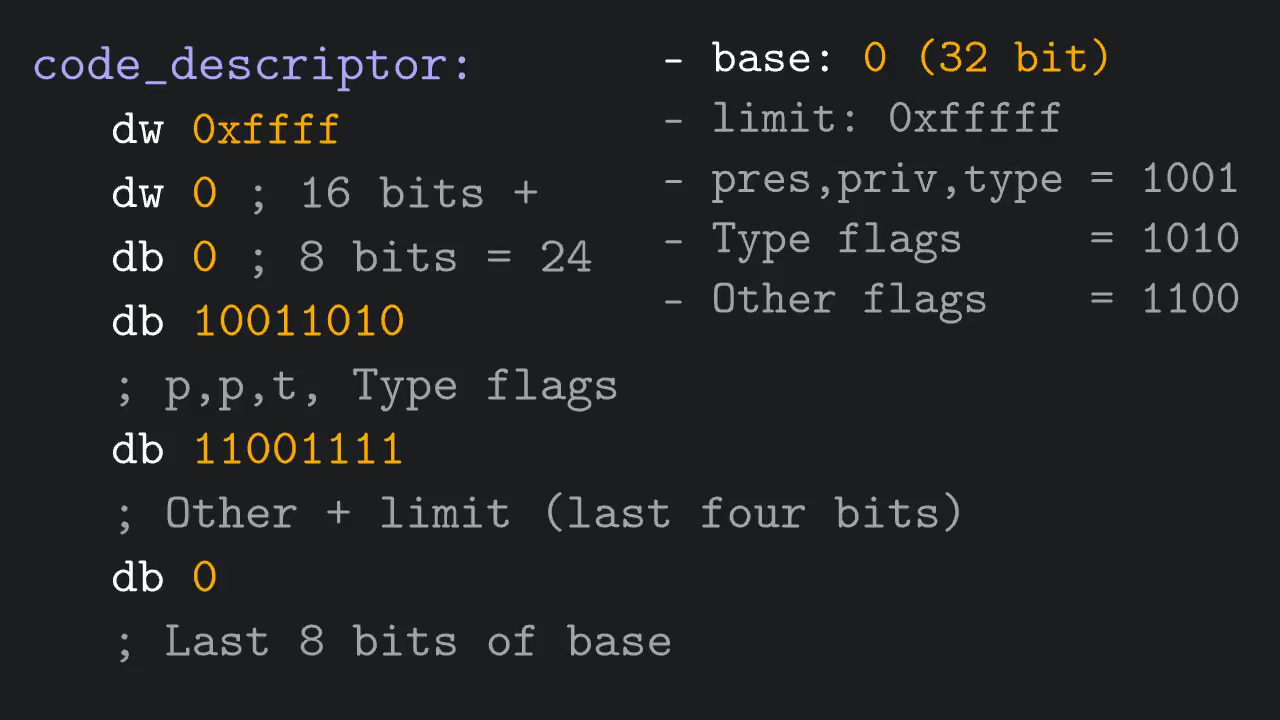 code_descriptor:
dw 0xffff
dw 0 ; 16 bits +
db 0 ; 8 bits = 24
db 10011010
; p,p,t, Type flags
db 11001111
; Other + limit (last four bits)
db 0
; Last 8 bits of base
- base: 0 (32 bit)
- limit: 0xfffff
- pres,priv,type = 1001
- Type flags = 1010
- Other flags = 1100